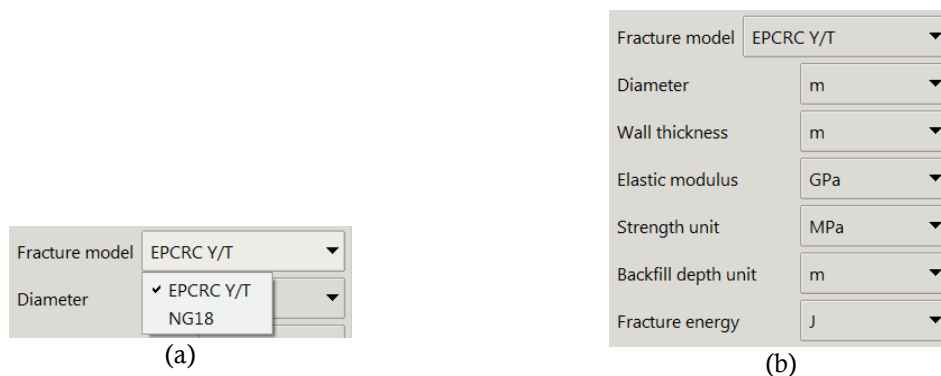 Fracture model EPCRC Y/T
Diameter
✓ EPCRC Y/T
NG18
(a)
Fracture model EPCRC Y/T
Diameter m
Wall thickness m
Elastic modulus GPa
Strength unit MPa
Backfill depth unit m
Fracture energy J
(b)